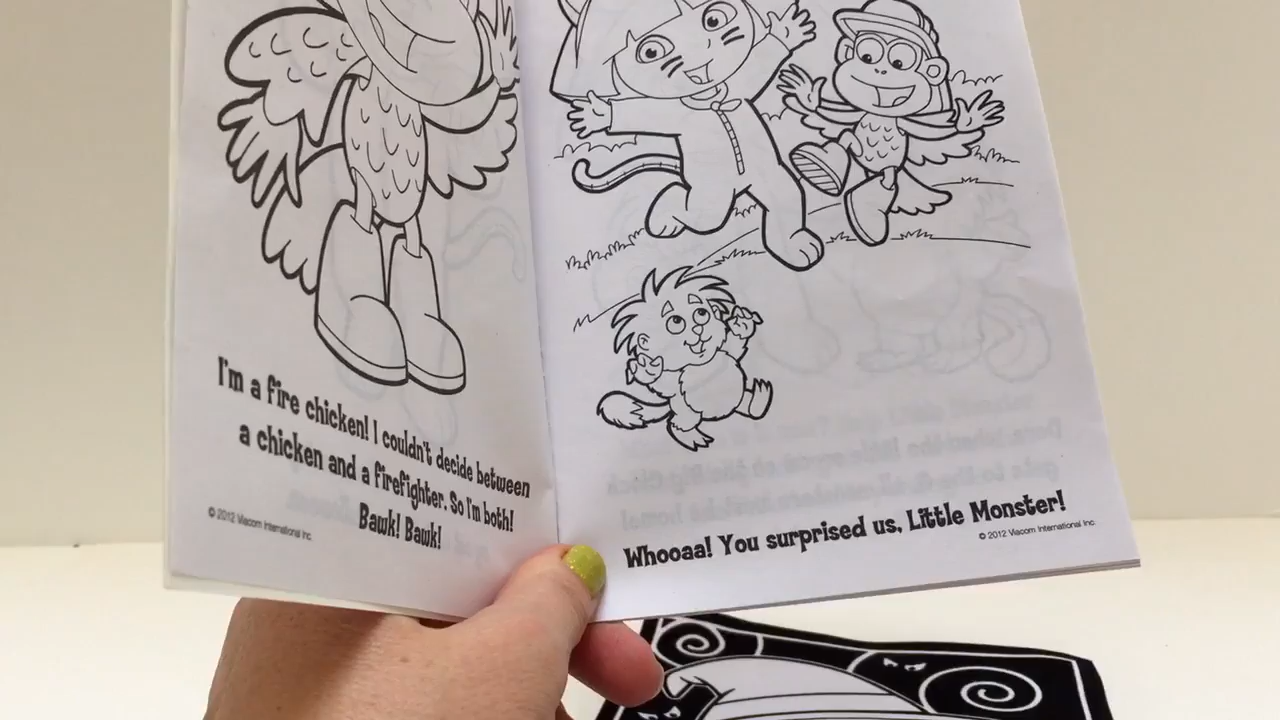 I'm a fire chicken! I couldn't decide between
a chicken and a firefighter. So I'm both!
Bawk! Bawk!
© 2012 Viacom International Inc.
Whooaa! You surprised us, Little Monster!
© 2012 Viacom International Inc.